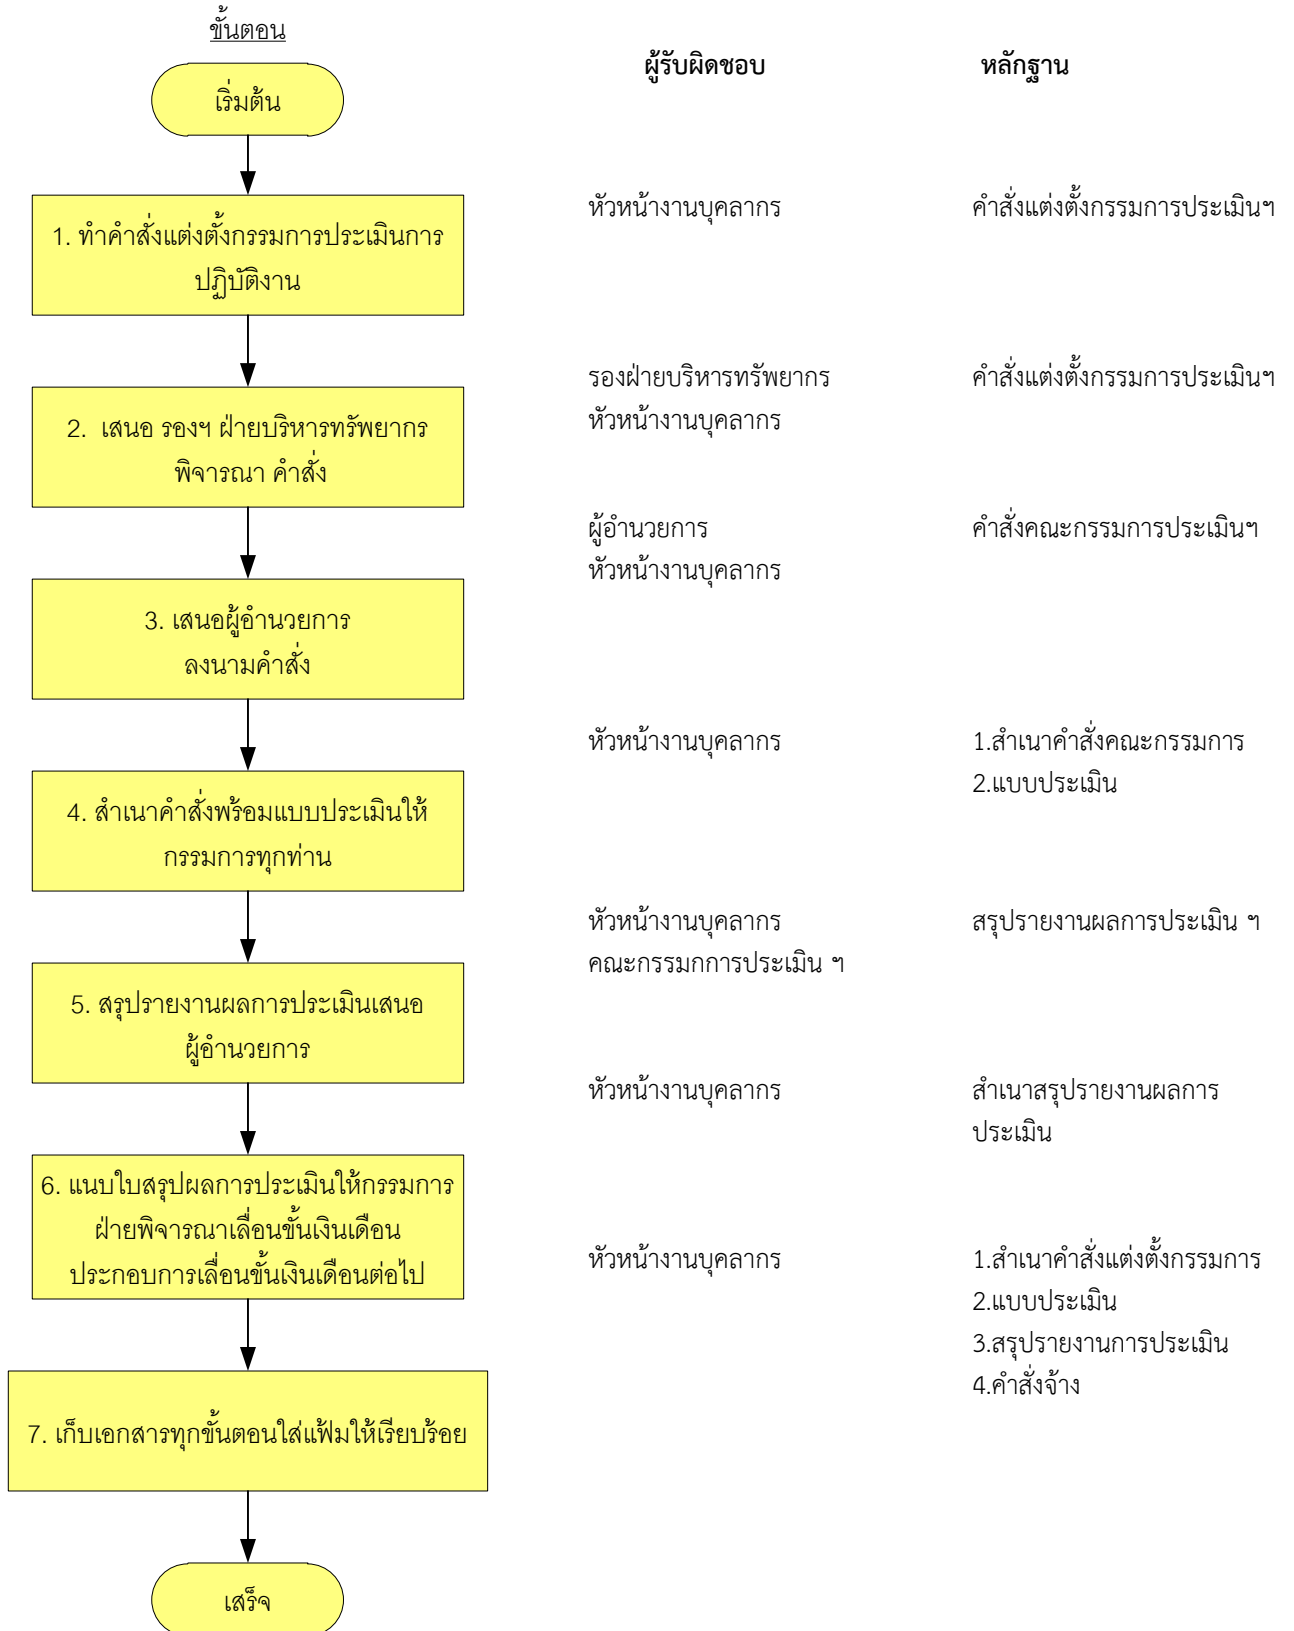 ขั้นตอน
ผู้รับผิดชอบ
หลักฐาน
เริ่มต้น
1. ทำคำสั่งแต่งตั้งกรรมการประเมินการ
ปฏิบัติงาน
หัวหน้างานบุคลากร
คำสั่งแต่งตั้งกรรมการประเมินฯ
2. เสนอ รองฯ ฝ่ายบริหารทรัพยากร
พิจารณา คำสั่ง
รองฝ่ายบริหารทรัพยากร
หัวหน้างานบุคลากร
คำสั่งแต่งตั้งกรรมการประเมินฯ
3. เสนอผู้อำนวยการ
ลงนามคำสั่ง
ผู้อำนวยการ
หัวหน้างานบุคลากร
คำสั่งคณะกรรมการประเมินฯ
4. สำเนาคำสั่งพร้อมแบบประเมินให้
กรรมการทุกท่าน
หัวหน้างานบุคลากร
1.สำเนาคำสั่งคณะกรรมการ
2.แบบประเมิน
5. สรุปรายงานผลการประเมินเสนอ
ผู้อำนวยการ
หัวหน้างานบุคลากร
คณะกรรมกการประเมิน ฯ
สรุปรายงานผลการประเมิน ฯ
6. แนบใบสรุปผลการประเมินให้กรรมการ
ฝ่ายพิจารณาเลื่อนขั้นเงินเดือน
ประกอบการเลื่อนขั้นเงินเดือนต่อไป
หัวหน้างานบุคลากร
สำเนาสรุปรายงานผลการ
ประเมิน
7. เก็บเอกสารทุกขั้นตอนใส่แฟ้มให้เรียบร้อย
หัวหน้างานบุคลากร
1.สำเนาคำสั่งแต่งตั้งกรรมการ
2.แบบประเมิน
3.สรุปรายงานการประเมิน
4.คำสั่งจ้าง
เสร็จ